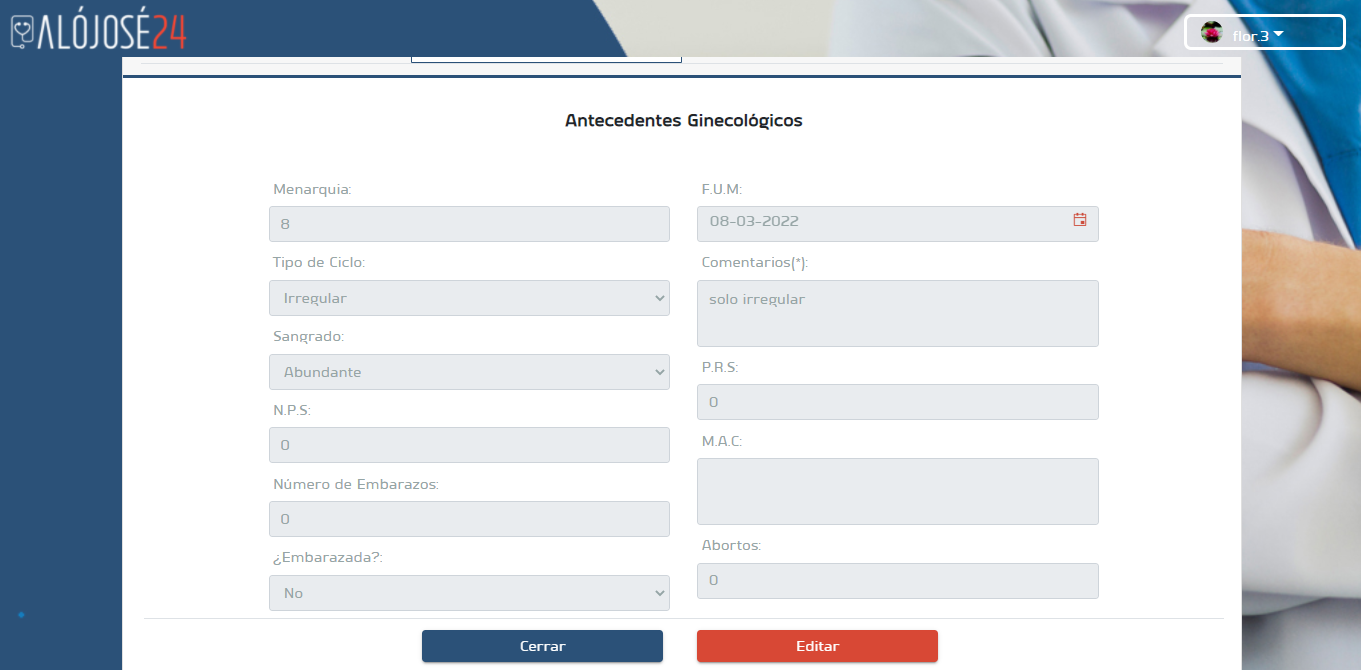 ALÓJOSÉ24
flor.3
Antecedentes Ginecológicos
Menarquia:
8
F.U.M:
08-03-2022
Tipo de Ciclo:
Irregular
Comentarios(*):
solo irregular
Sangrado:
Abundante
P.R.S:
0
N.P.S:
0
M.A.C:
Número de Embarazos:
0
Abortos:
0
¿Embarazada?:
No
Cerrar
Editar